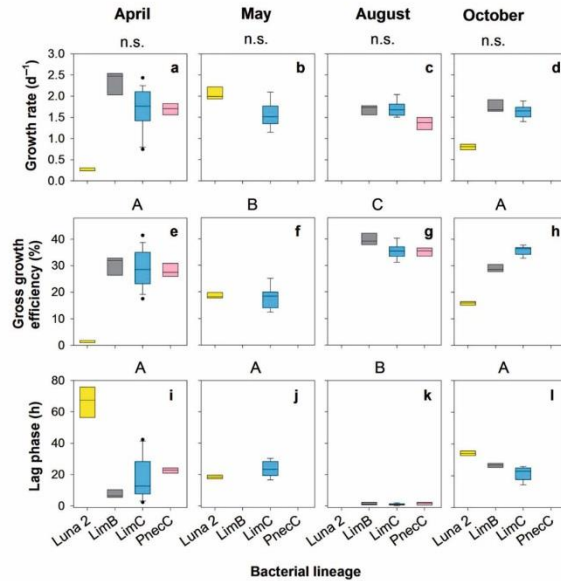 April May August October
n.s. n.s. n.s. n.s.
Growth rate (d⁻¹)
3.0
2.5
2.0
1.5
1.0
0.5
0
a b c d
A B C A
Gross growth
efficiency (%)
40
30
20
10
0
e f g h
A A B A
Lag phase (h)
80
60
40
20
0
i j k l
Luna 2 LimB LimC PnecC Luna 2 LimB LimC PnecC Luna 2 LimB LimC PnecC Luna 2 LimB LimC PnecC
Bacterial lineage